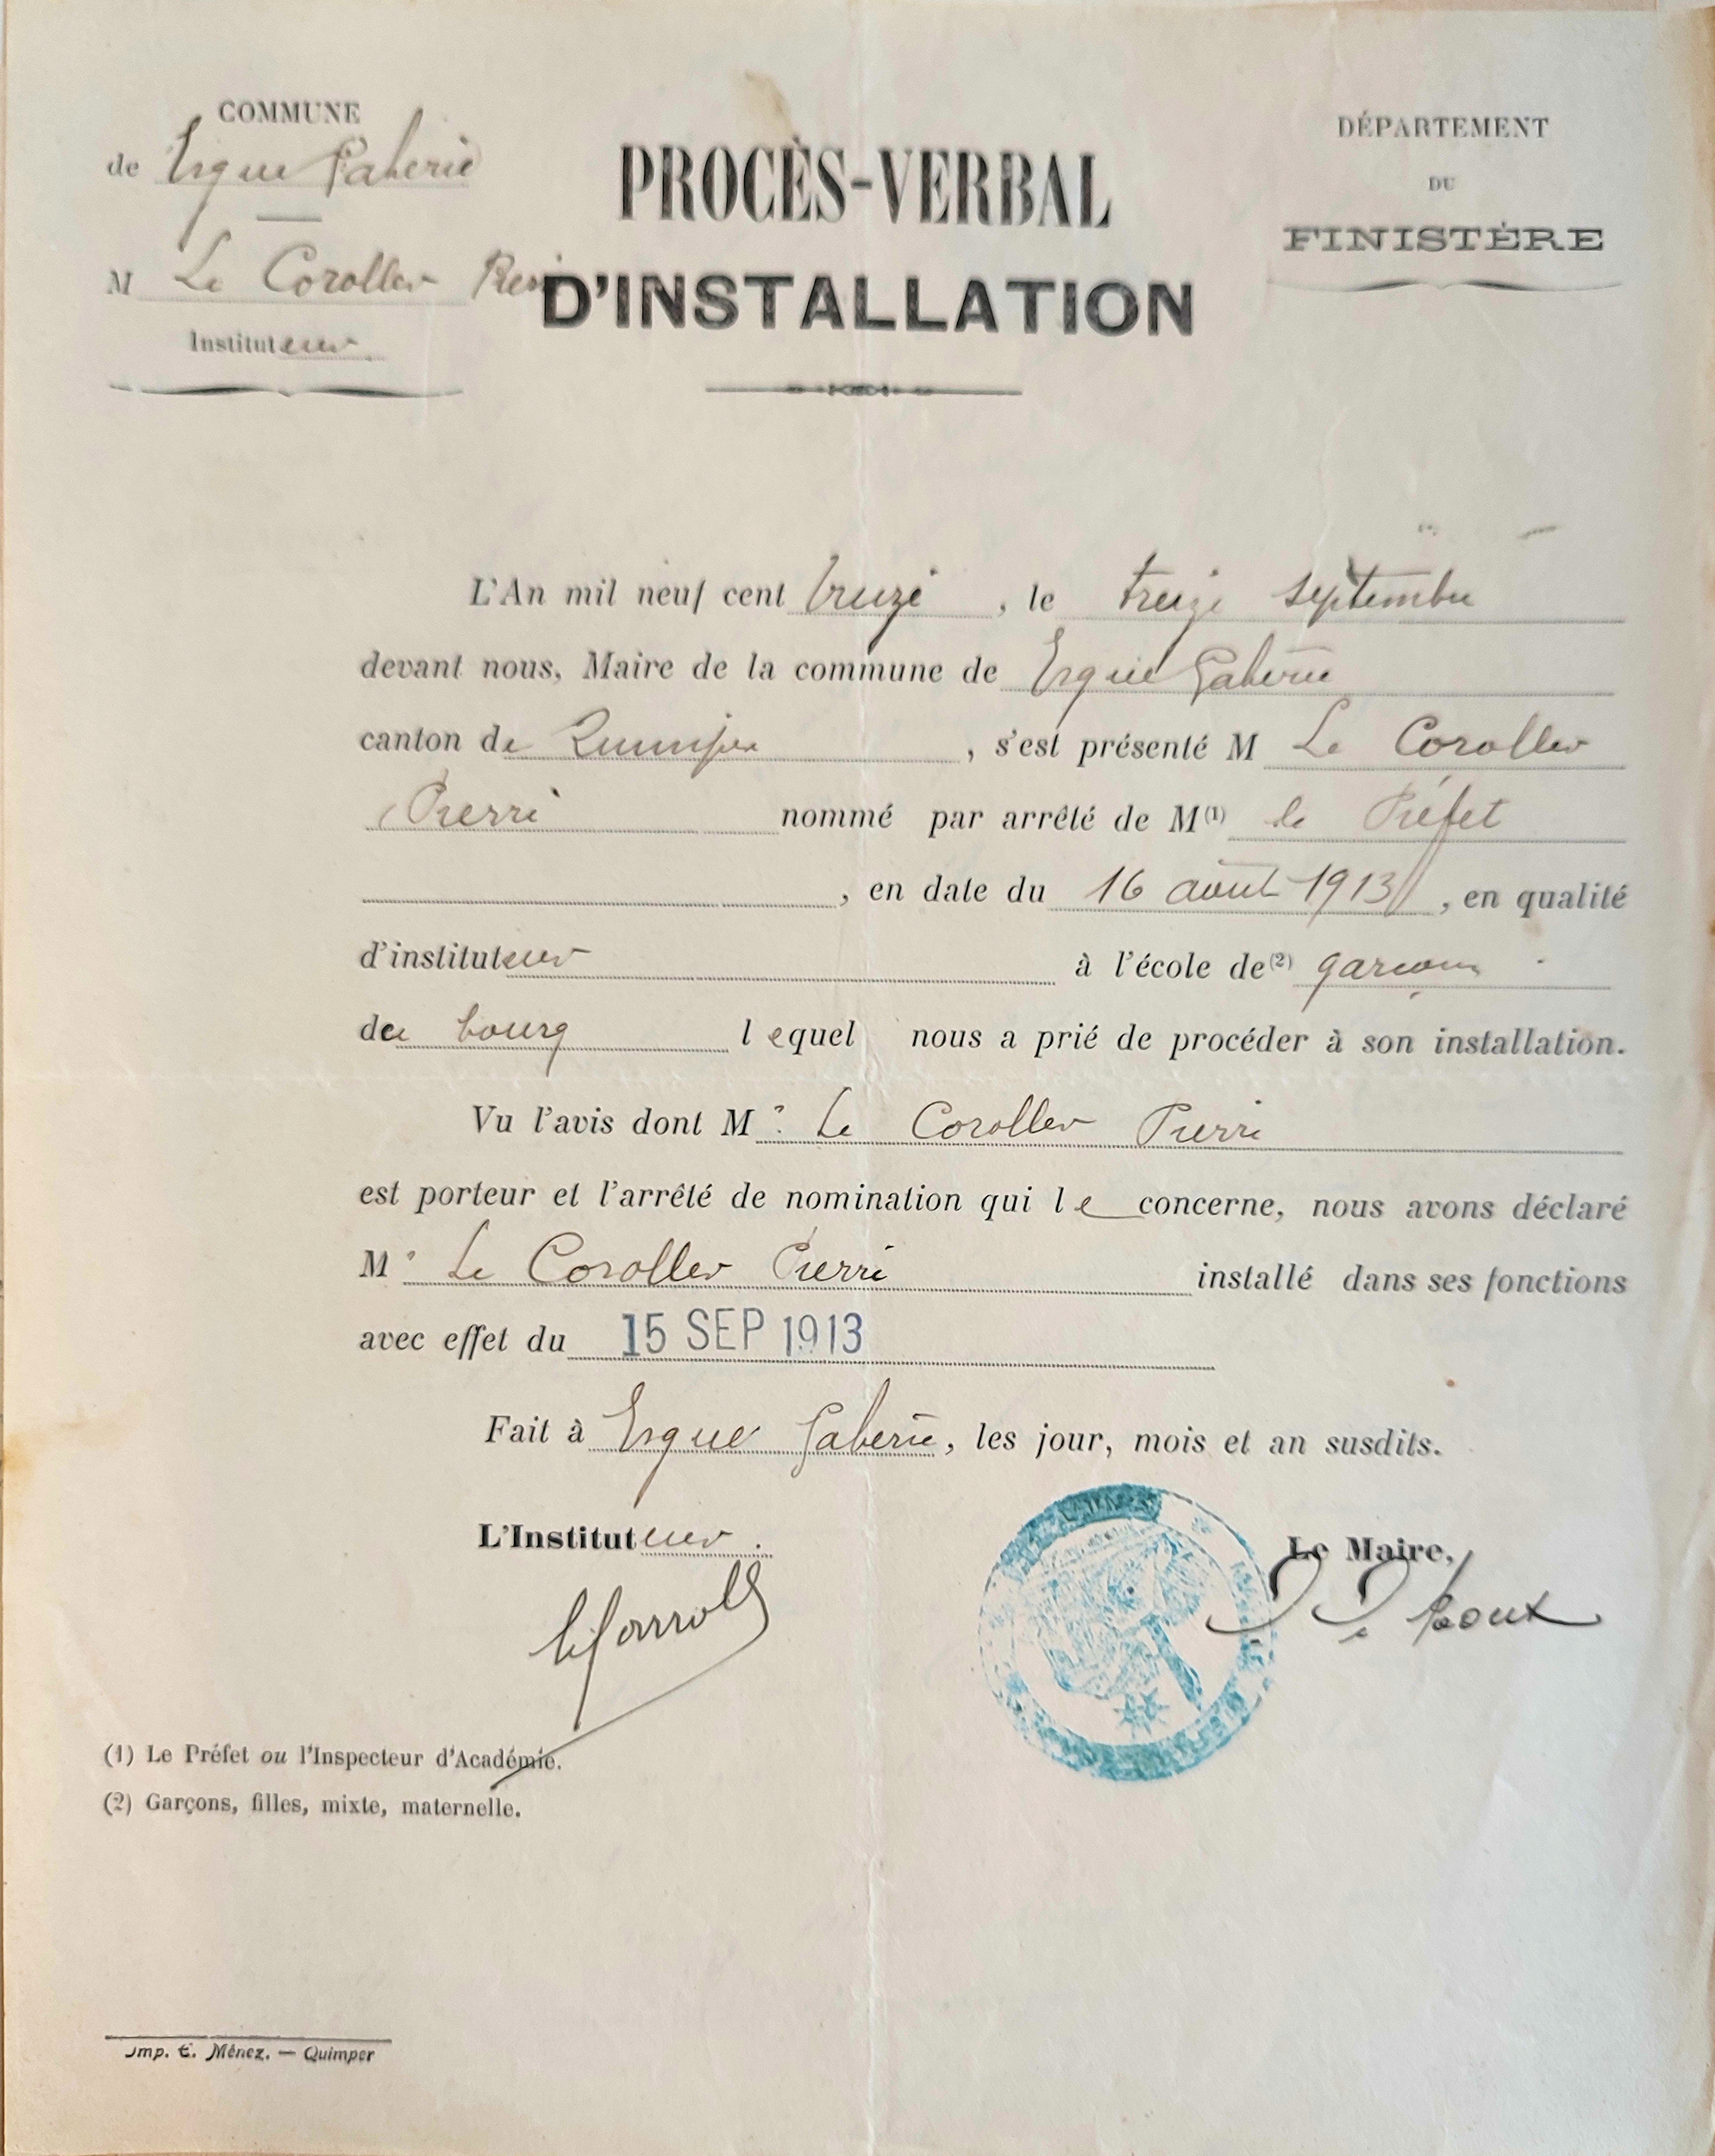 COMMUNE
de Ergué Gabéric
M Le Coroller Pierre
Instituteur
PROCÈS-VERBAL
D'INSTALLATION
DÉPARTEMENT
DU
FINISTÈRE
L'An mil neuf cent treize, le treize septembre
devant nous, Maire de la commune de Ergué Gabéric
canton de Quimper, s'est présenté M Le Coroller
Pierre nommé par arrêté de M(1) le Préfet
, en date du 16 août 1913, en qualité
d'instituteur à l'école de(2) garçons
du bourg lequel nous a prié de procéder à son installation.
Vu l'avis dont Mr Le Coroller Pierre
est porteur et l'arrêté de nomination qui le concerne, nous avons déclaré
Mr Le Coroller Pierre installé dans ses fonctions
avec effet du 15 SEP 1913
Fait à Ergué Gabéric, les jour, mois et an susdits.
L'Instituteur.
Le Maire,
Roux
(1) Le Préfet ou l'Inspecteur d'Académie.
(2) Garçons, filles, mixte, maternelle.
Imp. E. Ménez. — Quimper